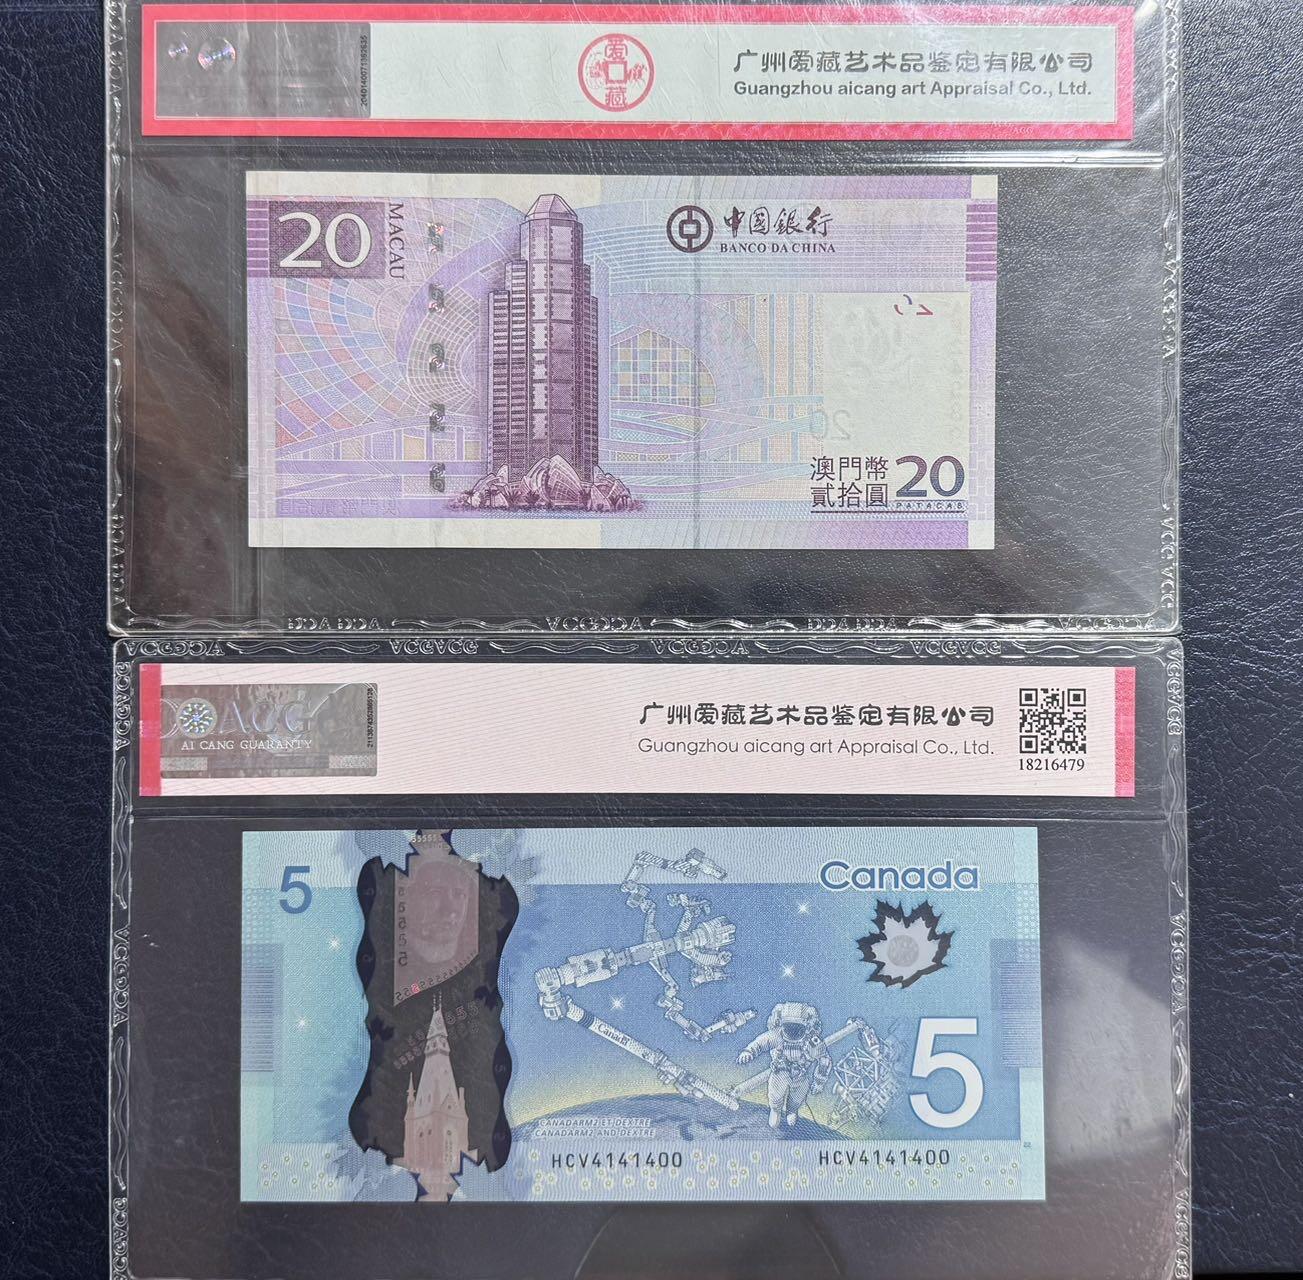 爱藏
广州爱藏艺术品鉴定有限公司
Guangzhou aicang art Appraisal Co., Ltd.
20
MACAU
中國銀行
BANCO DA CHINA
澳門幣
貳拾圓
20
PATACAS
AI CANG GUARANTY
广州爱藏艺术品鉴定有限公司
Guangzhou aicang art Appraisal Co., Ltd.
18216479
5
Canada
Canada
5
CANADARM2 ET DEXTRE
CANADARM2 AND DEXTRE
HCV4141400
HCV4141400